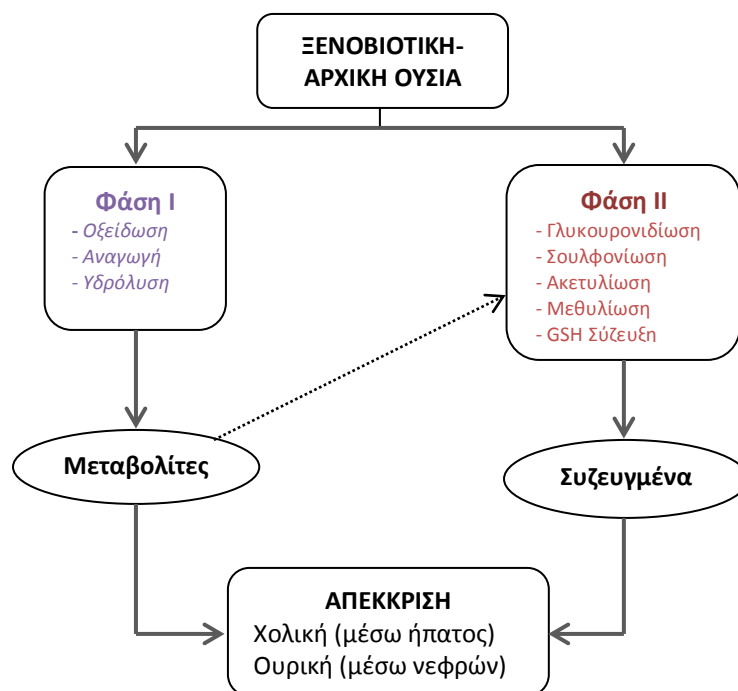 ΞΕΝΟΒΙΟΤΙΚΗ-
ΑΡΧΙΚΗ ΟΥΣΙΑ
Φάση Ι
- Οξείδωση
- Αναγωγή
- Υδρόλυση
Φάση ΙΙ
- Γλυκουρονιδίωση
- Σουλφονίωση
- Ακετυλίωση
- Μεθυλίωση
- GSH Σύζευξη
Μεταβολίτες
Συζευγμένα
ΑΠΕΚΚΡΙΣΗ
Χολική (μέσω ήπατος)
Ουρική (μέσω νεφρών)